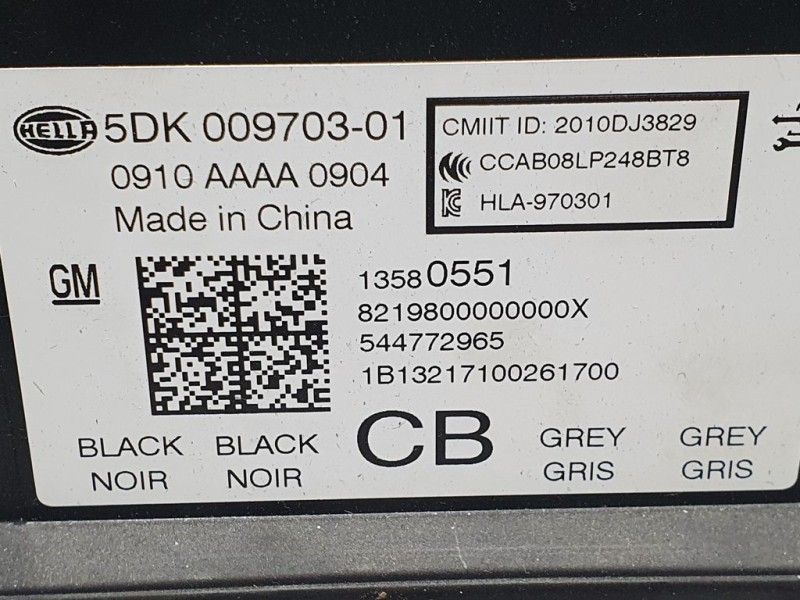 HELLA 5DK 009703-01
0910 AAAA 0904
Made in China
CMIIT ID: 2010DJ3829
CCAB08LP248BT8
HLA-970301
GM
13580551
8219800000000X
544772965
1B13217100261700
BLACK BLACK CB GREY GREY
NOIR NOIR GRIS GRIS